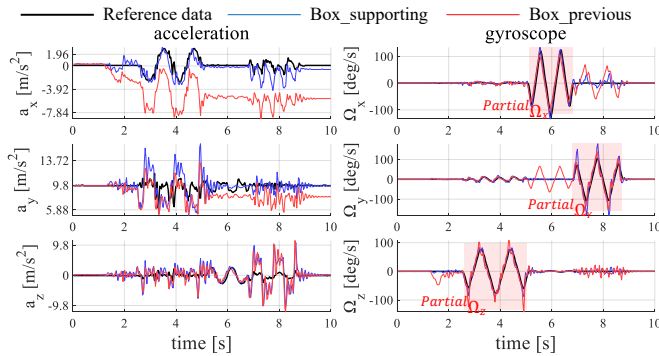 Reference data Box_supporting Box_previous
acceleration gyroscope
a_x [m/s²]
1.96
-3.92
-7.84
0 2 4 6 8 10
Ω_x [deg/s]
100
0
-100
Partial Ω_x
0 2 4 6 8 10
a_y [m/s²]
13.72
9.8
5.88
0 2 4 6 8 10
Ω_y [deg/s]
100
0
-100
Partial Ω_y
0 2 4 6 8 10
a_z [m/s²]
9.8
0
-9.8
0 2 4 6 8 10
time [s]
Ω_z [deg/s]
100
0
-100
Partial Ω_z
0 2 4 6 8 10
time [s]